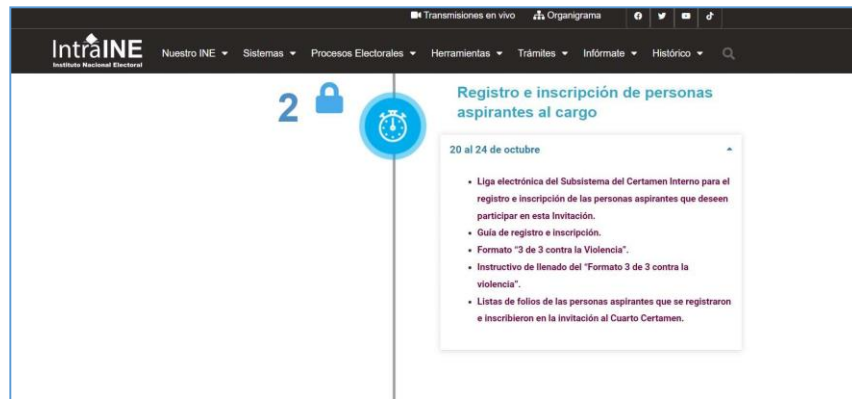 Transmisiones en vivo Organigrama
IntraINE
Instituto Nacional Electoral
Nuestro INE Sistemas Procesos Electorales Herramientas Trámites Infórmate Histórico
2
Registro e inscripción de personas
aspirantes al cargo
20 al 24 de octubre
• Liga electrónica del Subsistema del Certamen Interno para el
registro e inscripción de las personas aspirantes que deseen
participar en esta Invitación.
• Guía de registro e inscripción.
• Formato “3 de 3 contra la Violencia”.
• Instructivo de llenado del “Formato 3 de 3 contra la
violencia”.
• Listas de folios de las personas aspirantes que se registraron
e inscribieron en la invitación al Cuarto Certamen.